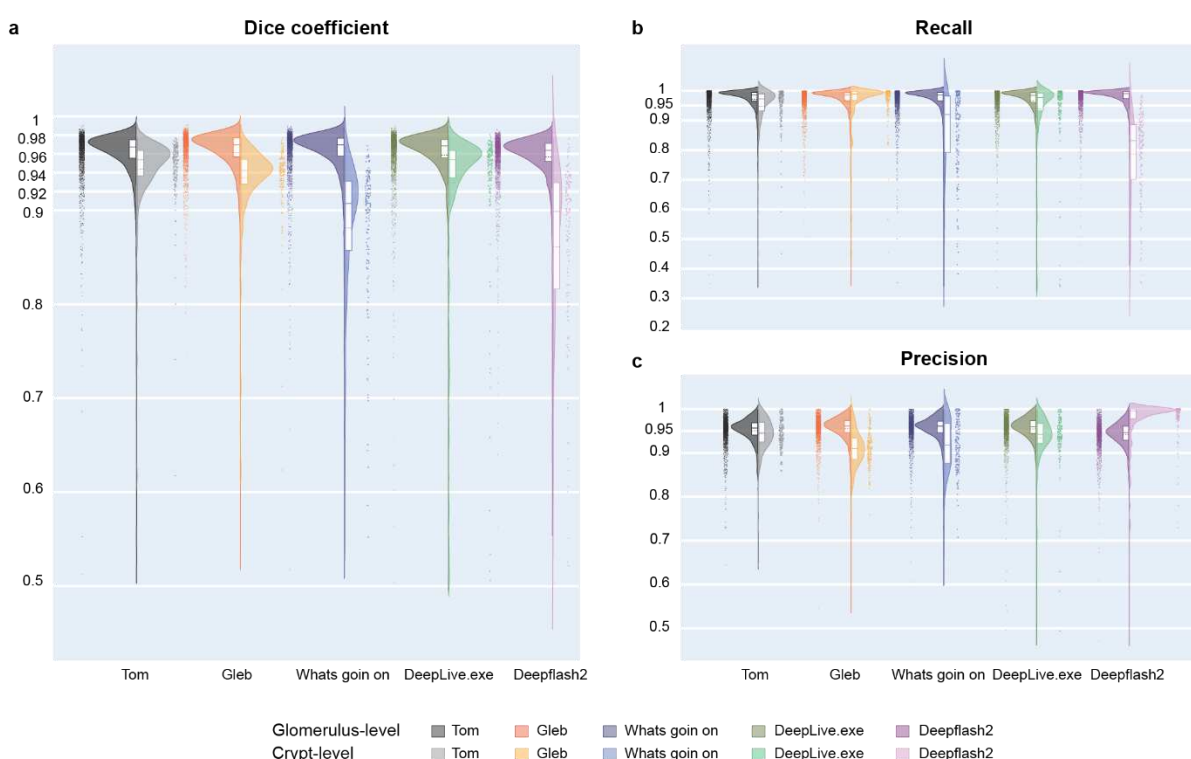 a
Dice coefficient
1
0.98
0.96
0.94
0.92
0.9
0.8
0.7
0.6
0.5
Tom Gleb Whats goin on DeepLive.exe Deepflash2
b
Recall
1
0.95
0.9
0.8
0.7
0.6
0.5
0.4
0.3
0.2
c
Precision
1
0.95
0.9
0.8
0.7
0.6
0.5
Tom Gleb Whats goin on DeepLive.exe Deepflash2
Glomerulus-level Tom Gleb Whats goin on DeepLive.exe Deepflash2
Crypt-level Tom Gleb Whats goin on DeepLive.exe Deepflash2